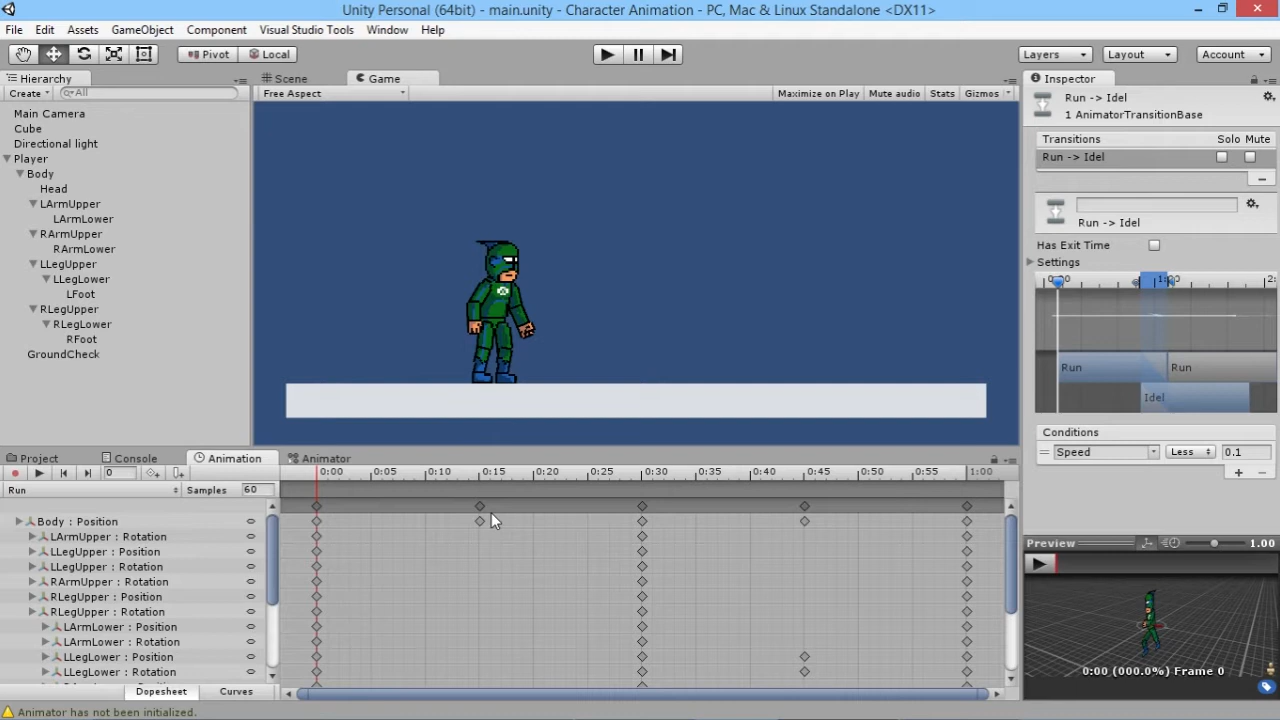 Unity Personal (64bit) - main.unity - Character Animation - PC, Mac & Linux Standalone <DX11>
File Edit Assets GameObject Component Visual Studio Tools Window Help
Pivot Local Layers Layout Account
Hierarchy
Create All
Main Camera
Cube
Directional light
Player
Body
Head
LArmUpper
LArmLower
RArmUpper
RArmLower
LLegUpper
LLegLower
LFoot
RLegUpper
RLegLower
RFoot
GroundCheck
Scene Game
Free Aspect Maximize on Play Mute audio Stats Gizmos
Inspector
Run -> Idel
1 AnimatorTransitionBase
Transitions Solo Mute
Run -> Idel
Run -> Idel
Has Exit Time
Settings
Run Run
Idel
Conditions
Speed Less 0.1
Preview 1.00
0:00 (000.0%) Frame 0
Project Console Animation Animator
0 0:00 0:05 0:10 0:15 0:20 0:25 0:30 0:35 0:40 0:45 0:50 0:55 1:00
Run Samples 60
Body : Position
LArmUpper : Rotation
LLegUpper : Position
LLegUpper : Rotation
RArmUpper : Rotation
RLegUpper : Position
RLegUpper : Rotation
LArmLower : Position
LArmLower : Rotation
LLegLower : Position
LLegLower : Rotation
Dopesheet Curves
Animator has not been initialized.